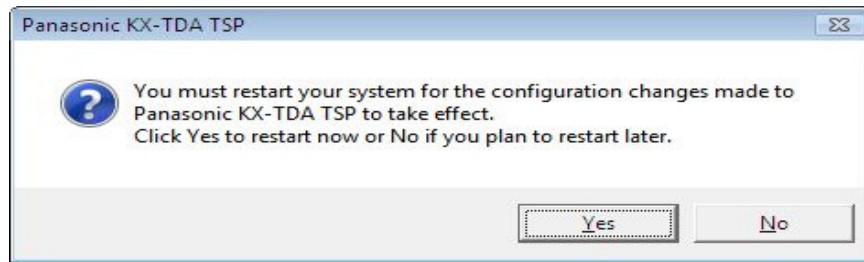 Panasonic KX-TDA TSP
You must restart your system for the configuration changes made to
Panasonic KX-TDA TSP to take effect.
Click Yes to restart now or No if you plan to restart later.
Yes
No